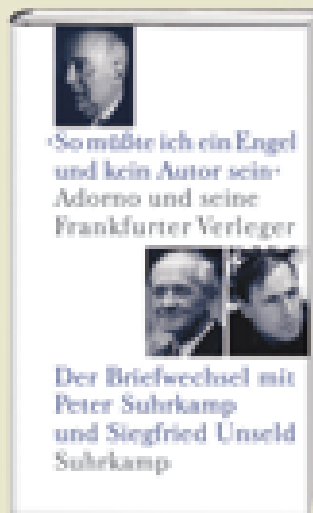 ›So müßte ich ein Engel
und kein Autor sein‹
Adorno und seine
Frankfurter Verleger
Der Briefwechsel mit
Peter Suhrkamp
und Siegfried Unseld
Suhrkamp